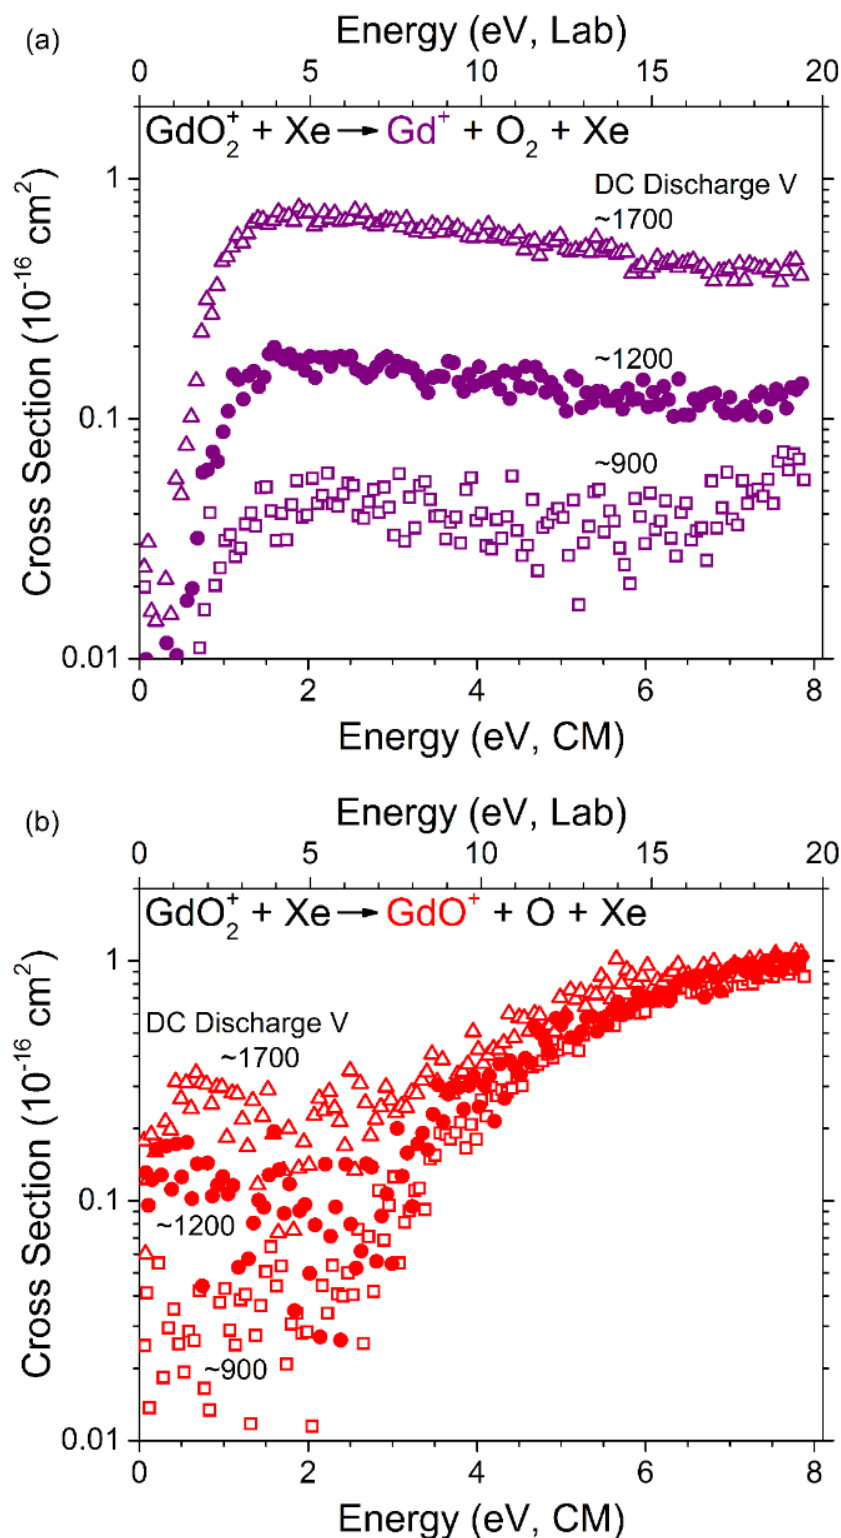 (a)
Energy (eV, Lab)
0 5 10 15 20
GdO₂⁺ + Xe → Gd⁺ + O₂ + Xe
DC Discharge V
~1700
~1200
~900
Cross Section (10⁻¹⁶ cm²)
1
0.1
0.01
0 2 4 6 8
Energy (eV, CM)
(b)
Energy (eV, Lab)
0 5 10 15 20
GdO₂⁺ + Xe → GdO⁺ + O + Xe
DC Discharge V
~1700
~1200
~900
Cross Section (10⁻¹⁶ cm²)
1
0.1
0.01
0 2 4 6 8
Energy (eV, CM)